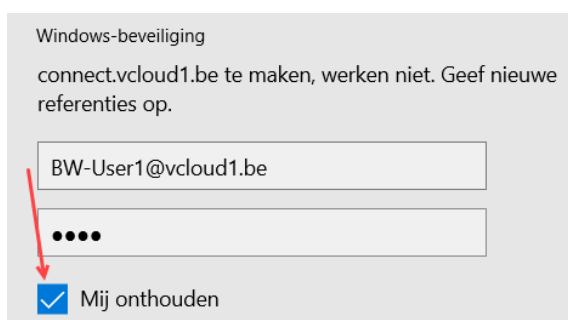 Windows-beveiliging
connect.vcloud1.be te maken, werken niet. Geef nieuwe
referenties op.
BW-User1@vcloud1.be
••••
Mij onthouden